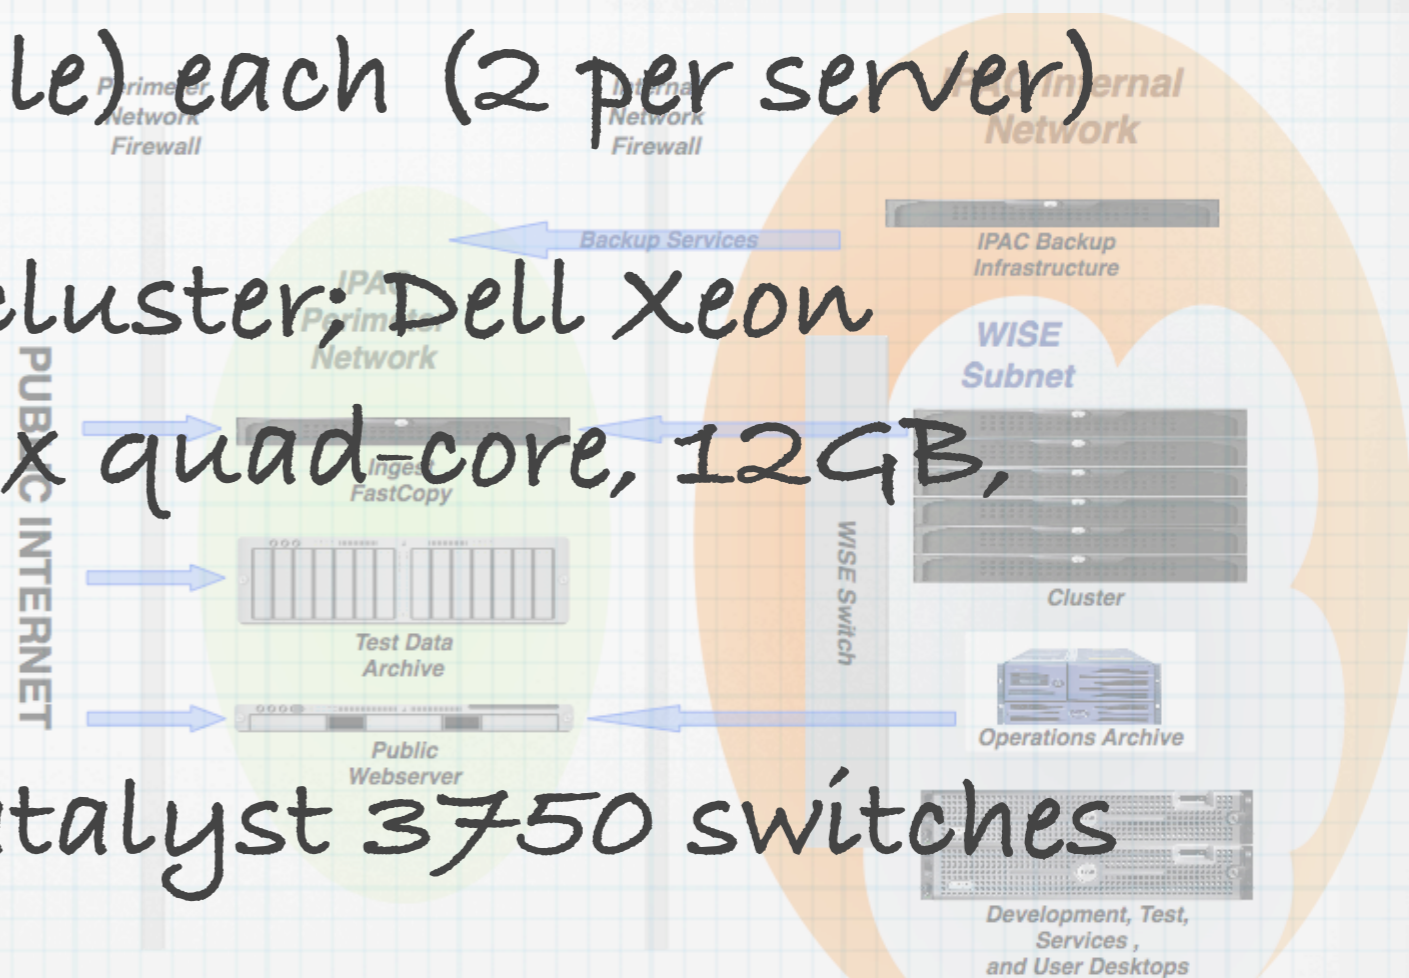 le) each (2 per server)
cluster; Dell Xeon
x quad-core, 12GB,
talyst 3750 switches
Perimeter
Network
Firewall
Internal
Network
Firewall
IPAC Internal
Network
Backup Services
IPAC Backup
Infrastructure
IPAC
Perimeter
Network
WISE
Subnet
PUBLIC INTERNET
Ingest
FastCopy
WISE Switch
Cluster
Test Data
Archive
Operations Archive
Public
Webserver
Development, Test,
Services ,
and User Desktops